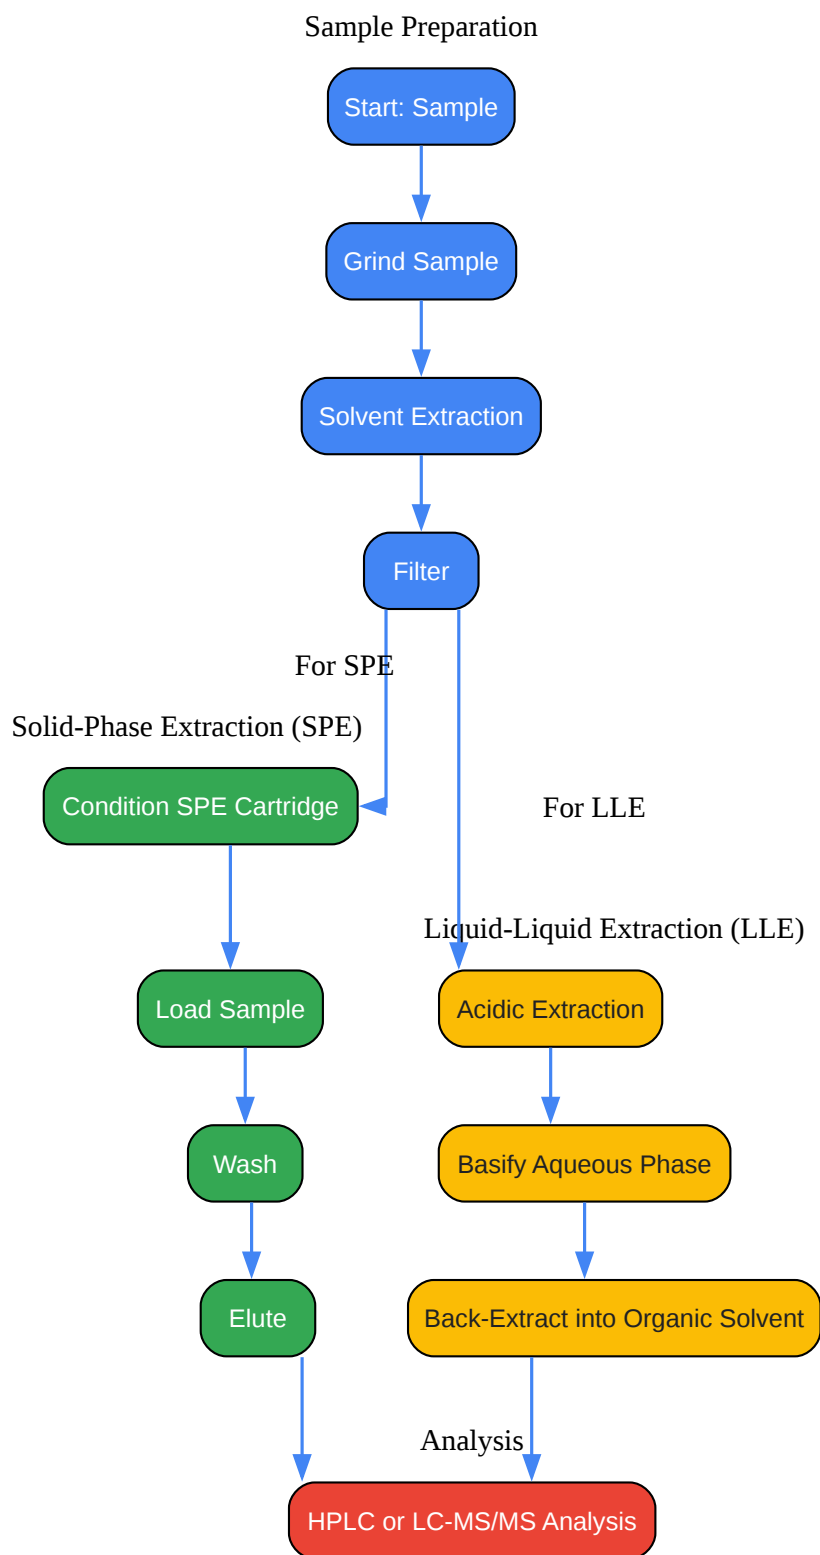 Sample Preparation
Start: Sample
Grind Sample
Solvent Extraction
Filter
For SPE
Solid-Phase Extraction (SPE)
Condition SPE Cartridge
For LLE
Liquid-Liquid Extraction (LLE)
Load Sample
Acidic Extraction
Wash
Basify Aqueous Phase
Elute
Back-Extract into Organic Solvent
Analysis
HPLC or LC-MS/MS Analysis